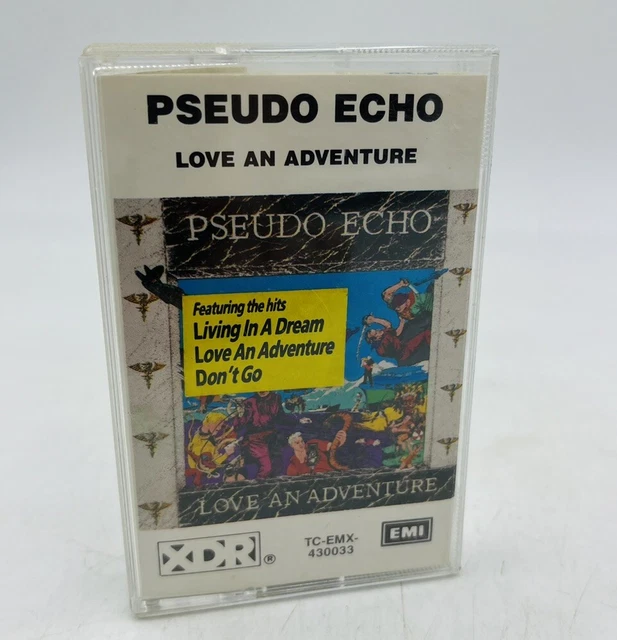 PSEUDO ECHO
LOVE AN ADVENTURE
PSEUDO ECHO
Featuring the hits
Living In A Dream
Love An Adventure
Don't Go
LOVE AN ADVENTURE
XDR®
TC-EMX-
430033
EMI